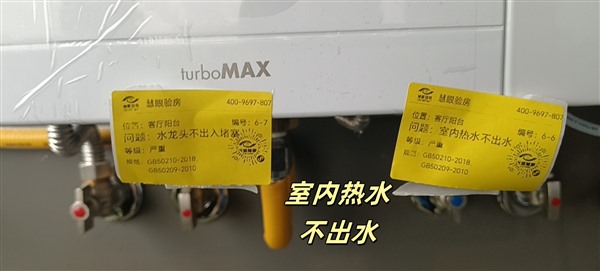 turboMAX
慧眼验房
400-9697-807
位置: 客厅阳台
编号: 6-7
问题: 水龙头不出入堵塞
等级: 严重
规范: GB50210-2018
GB50209-2010
慧眼验房
400-9697-807
位置: 客厅阳台
编号: 6-6
问题: 室内热水不出水
等级: 严重
规范: GB50210-2018
GB50209-2010
室内热水
不出水